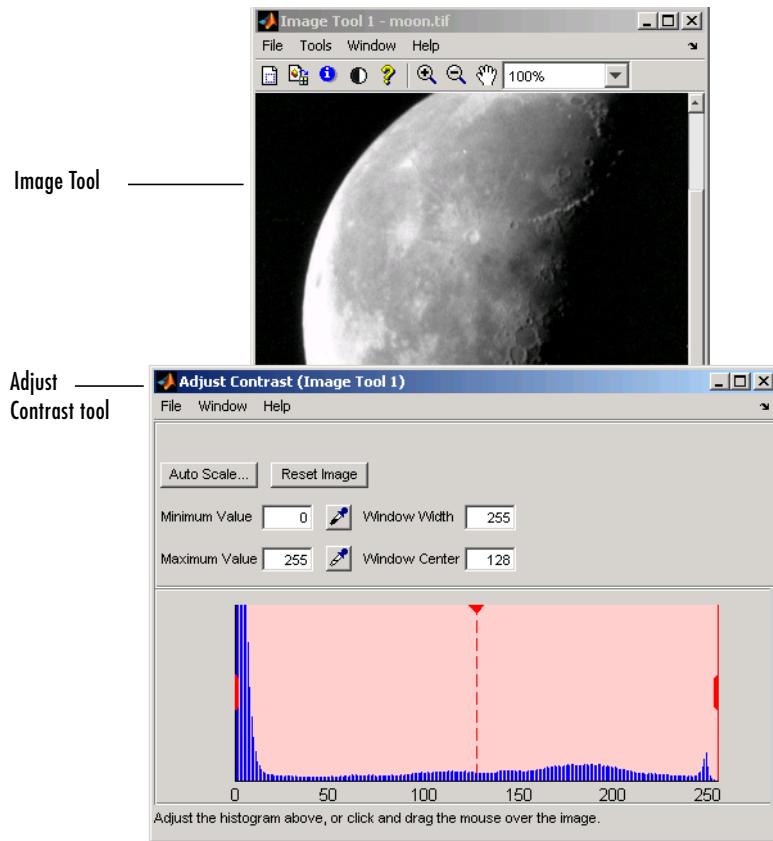 Image Tool 1 - moon.tif
File Tools Window Help
100%
Image Tool
Adjust
Contrast tool
Adjust Contrast (Image Tool 1)
File Window Help
Auto Scale... Reset Image
Minimum Value 0 Window Width 255
Maximum Value 255 Window Center 128
0 50 100 150 200 250
Adjust the histogram above, or click and drag the mouse over the image.